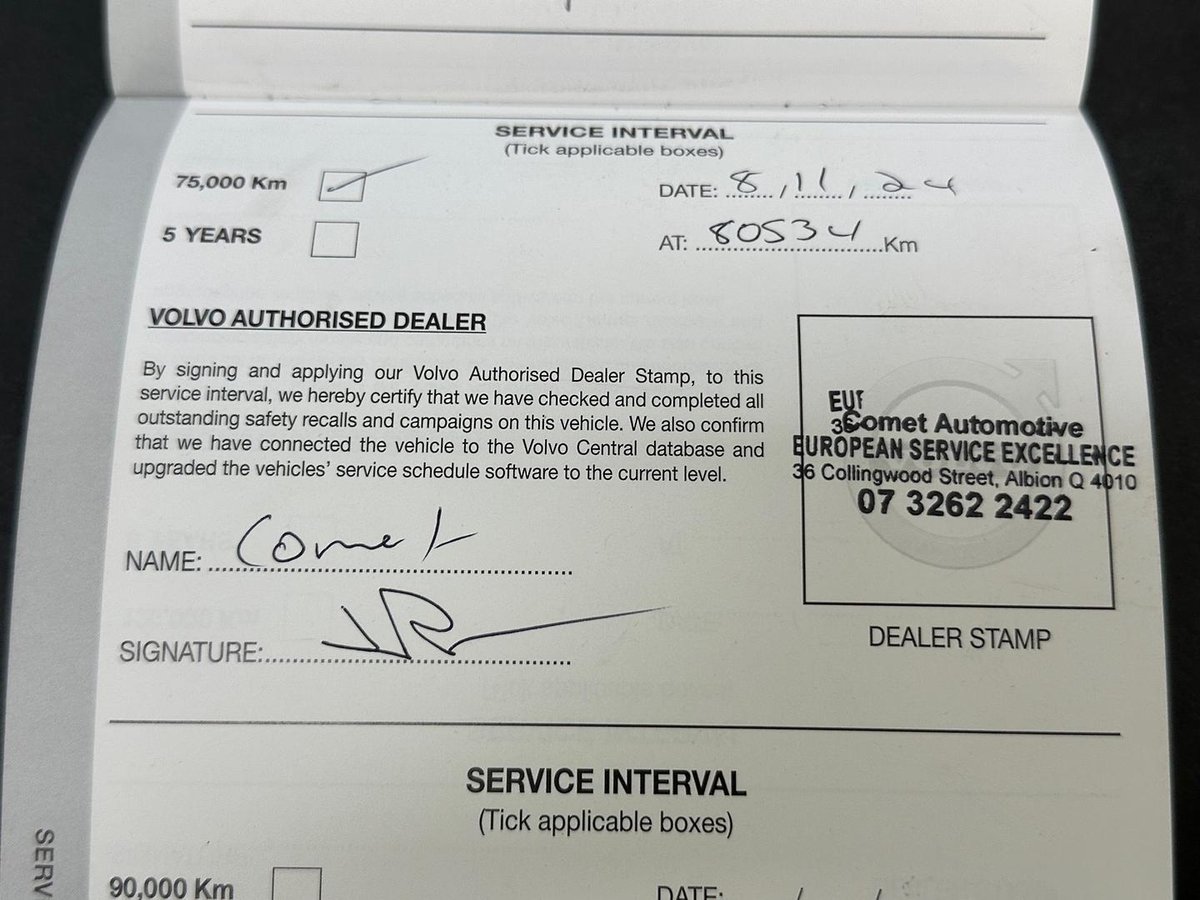 SERVICE INTERVAL
(Tick applicable boxes)
75,000 Km
DATE: 8 / 11 / 24
5 YEARS
AT: 80534 Km
VOLVO AUTHORISED DEALER
By signing and applying our Volvo Authorised Dealer Stamp, to this
service interval, we hereby certify that we have checked and completed all
outstanding safety recalls and campaigns on this vehicle. We also confirm
that we have connected the vehicle to the Volvo Central database and
upgraded the vehicles' service schedule software to the current level.
EUR
36
Comet Automotive
EUROPEAN SERVICE EXCELLENCE
36 Collingwood Street, Albion Q 4010
07 3262 2422
NAME: Comet
SIGNATURE:
DEALER STAMP
SERVICE INTERVAL
(Tick applicable boxes)
90,000 Km
DATE: / /
SERV